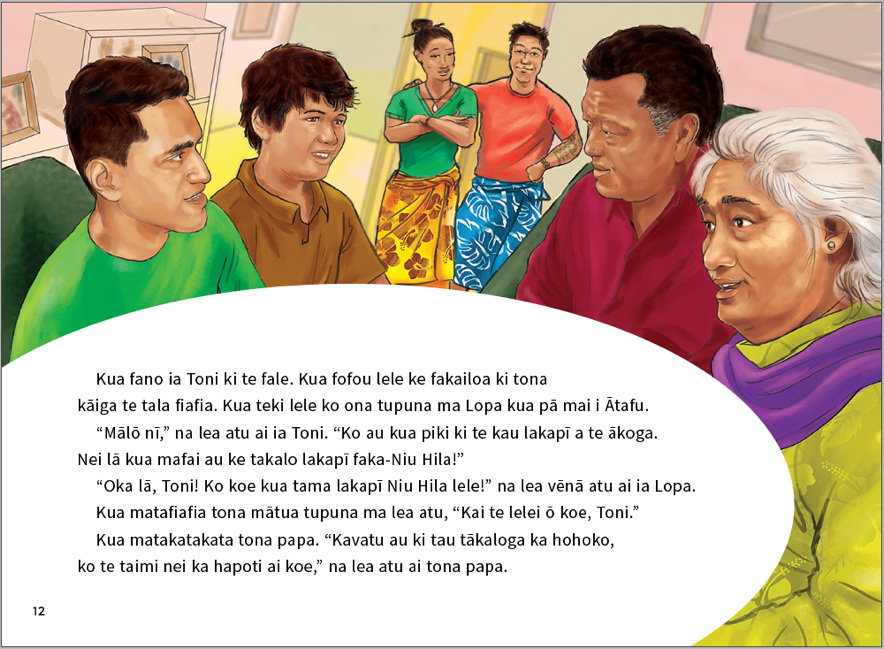 Kua fano ia Toni ki te fale. Kua fofou lele ke fakailoa ki tona
kāiga te tala fiafia. Kua teki lele ko ona tupuna ma Lopa kua pā mai i Ātafu.
“Mālō nī,” na lea atu ai ia Toni. “Ko au kua piki ki te kau lakapī a te ākoga.
Nei lā kua mafai au ke takalo lakapī faka-Niu Hila!”
“Oka lā, Toni! Ko koe kua tama lakapī Niu Hila lele!” na lea vēnā atu ai ia Lopa.
Kua matafiafia tona mātua tupuna ma lea atu, “Kai te lelei ō koe, Toni.”
Kua matakatakata tona papa. “Kavatu au ki tau tākaloga ka hohoko,
ko te taimi nei ka hapoti ai koe,” na lea atu ai tona papa.
12